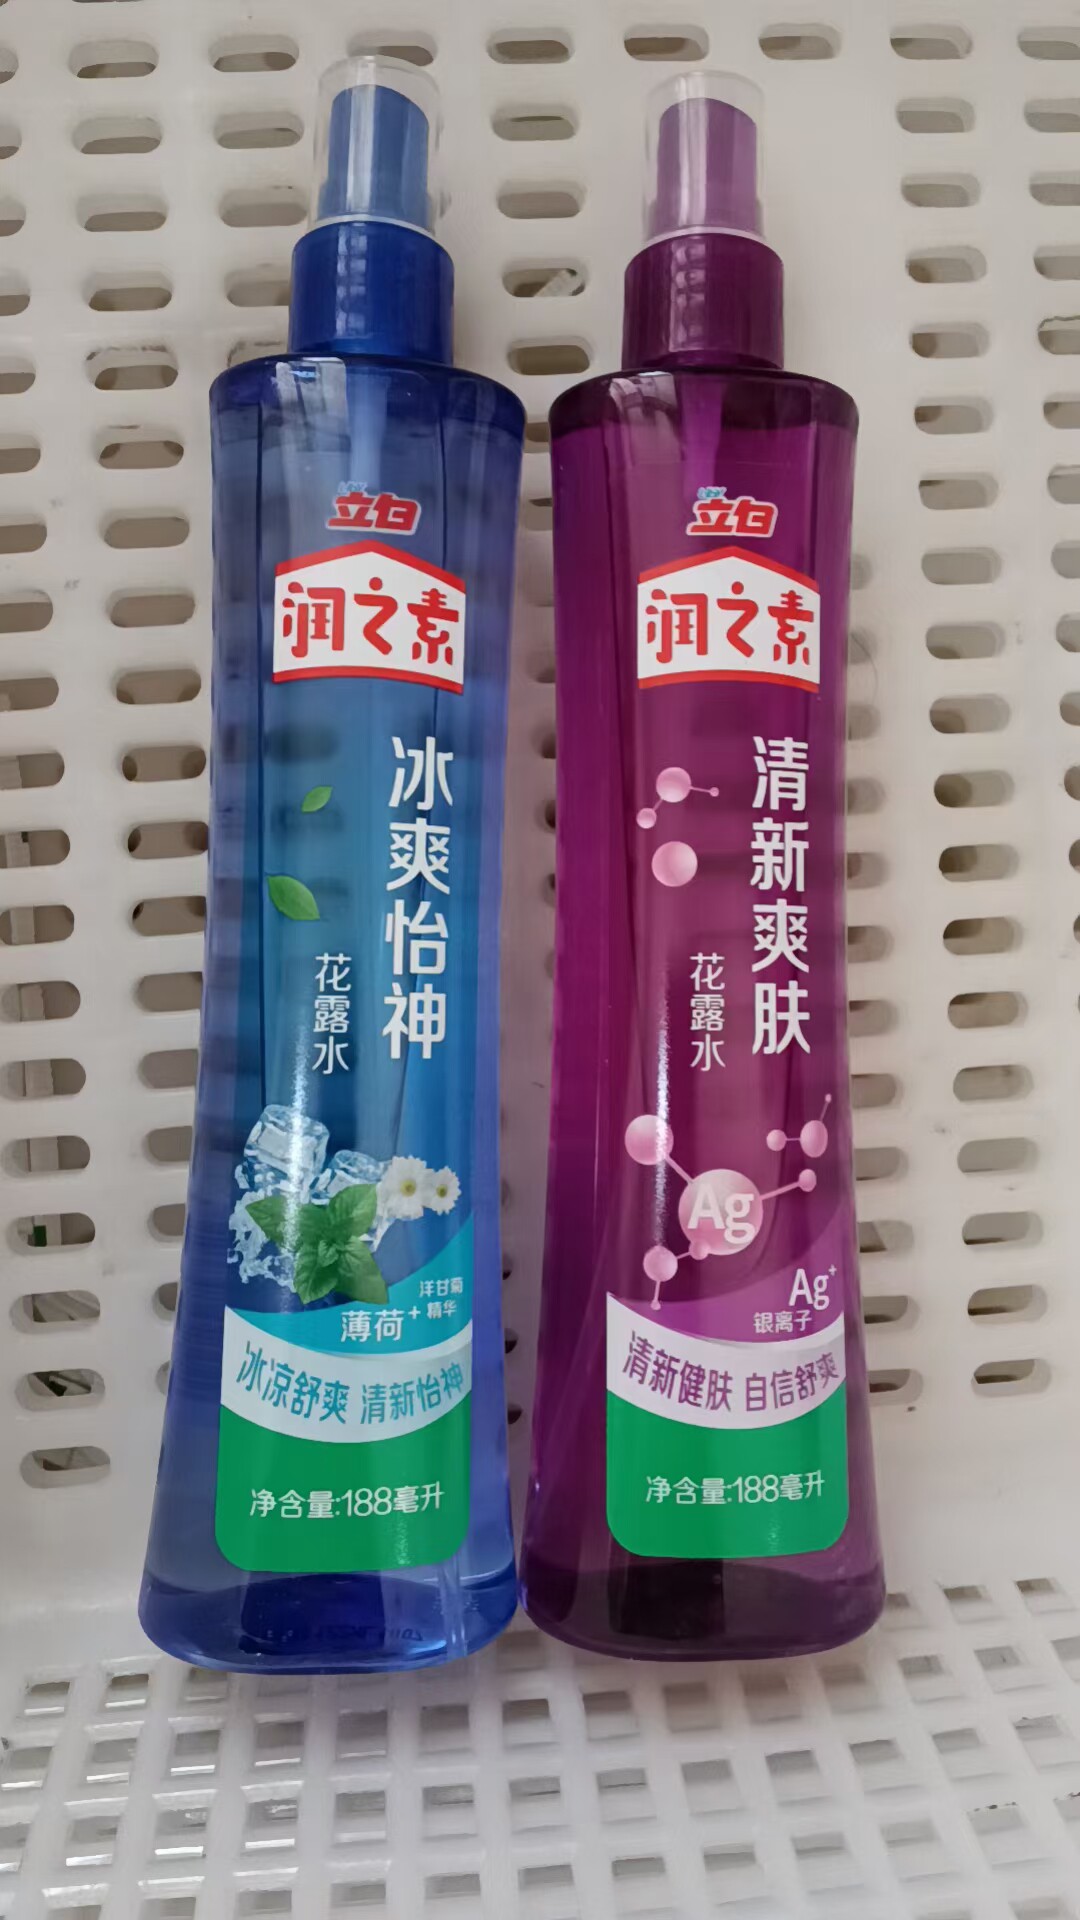 立白
润之素
冰爽怡神
花露水
洋甘菊
薄荷+精华
冰凉舒爽 清新怡神
净含量:188毫升
立白
润之素
清新爽肤
花露水
Ag
Ag+
银离子
清新健肤 自信舒爽
净含量:188毫升